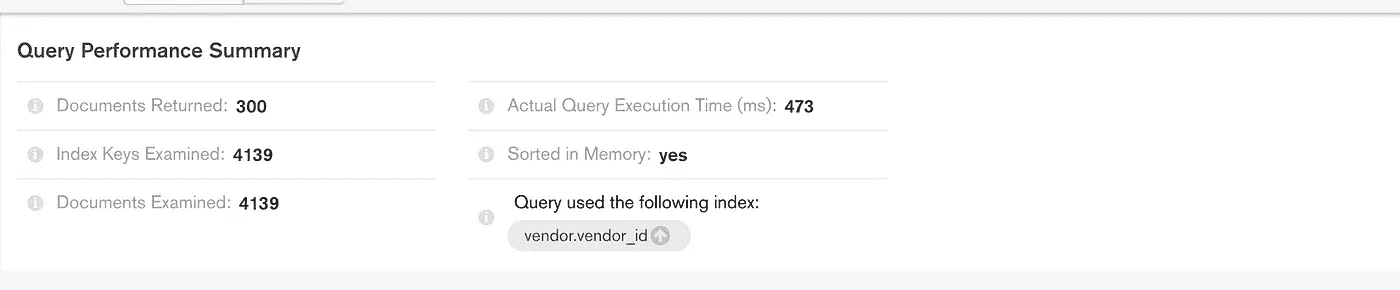 Query Performance Summary
Documents Returned: 300
Index Keys Examined: 4139
Documents Examined: 4139
Actual Query Execution Time (ms): 473
Sorted in Memory: yes
Query used the following index:
vendor.vendor_id